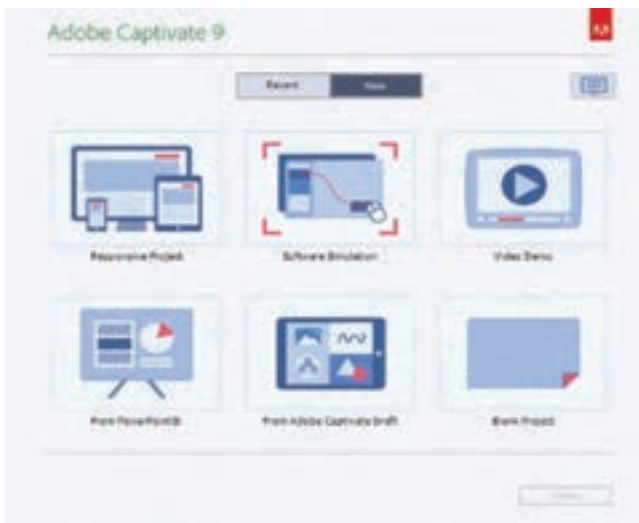 Adobe Captivate 9
Recent New
Responsive Project Software Simulation Video Demo
From PowerPoint® From Adobe Captivate Draft Blank Project